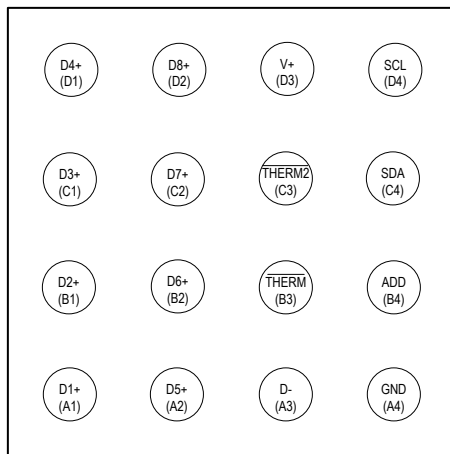 D4+ D8+ V+ SCL
(D1) (D2) (D3) (D4)
D3+ D7+ THERM2 SDA
(C1) (C2) (C3) (C4)
D2+ D6+ THERM ADD
(B1) (B2) (B3) (B4)
D1+ D5+ D- GND
(A1) (A2) (A3) (A4)